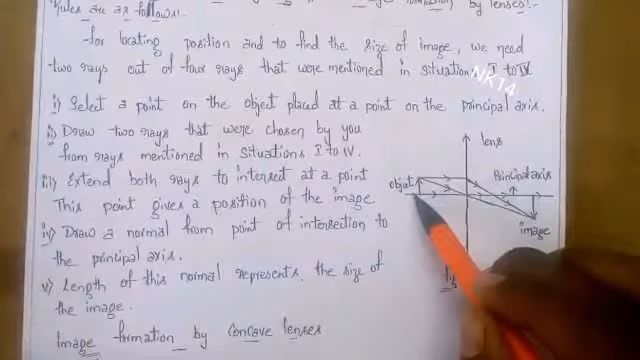 Rules are as follows:-
by lenses:-
For locating position and to find the size of image, we need
two rays out of four rays that were mentioned in situation I to IV
NK14
i) Select a point on the object placed at a point on the principal axis.
ii) Draw two rays that were chosen by you
from rays mentioned in situations I to IV.
iii) Extend both rays to intersect at a point
This point gives a position of the image
iv) Draw a normal from point of intersection to
the principal axis.
v) Length of this normal represents the size of
the image.
Image formation by Concave lenses
lens
object
Principal axis
image
fig